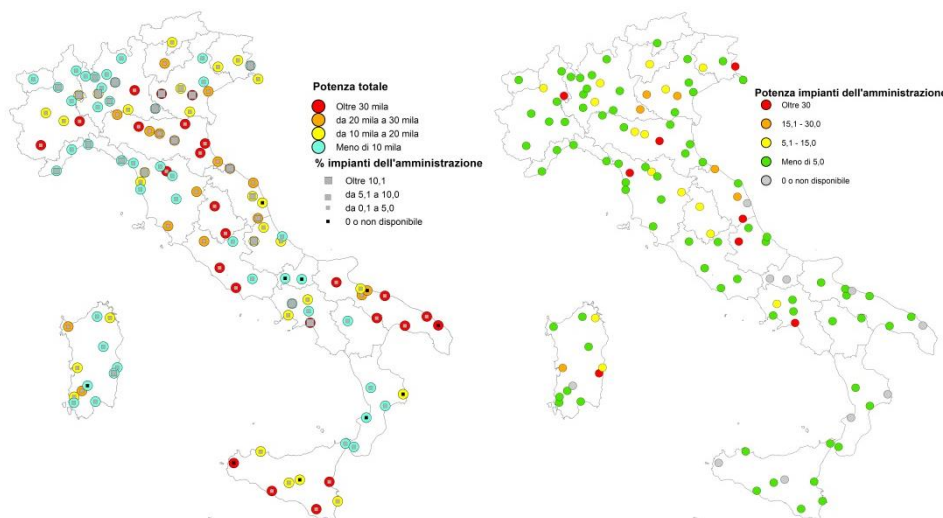 Potenza totale
Oltre 30 mila
da 20 mila a 30 mila
da 10 mila a 20 mila
Meno di 10 mila
% impianti dell'amministrazione
Oltre 10,1
da 5,1 a 10,0
da 0,1 a 5,0
0 o non disponibile
Potenza impianti dell'amministrazione
Oltre 30
15,1 - 30,0
5,1 - 15,0
Meno di 5,0
0 o non disponibile